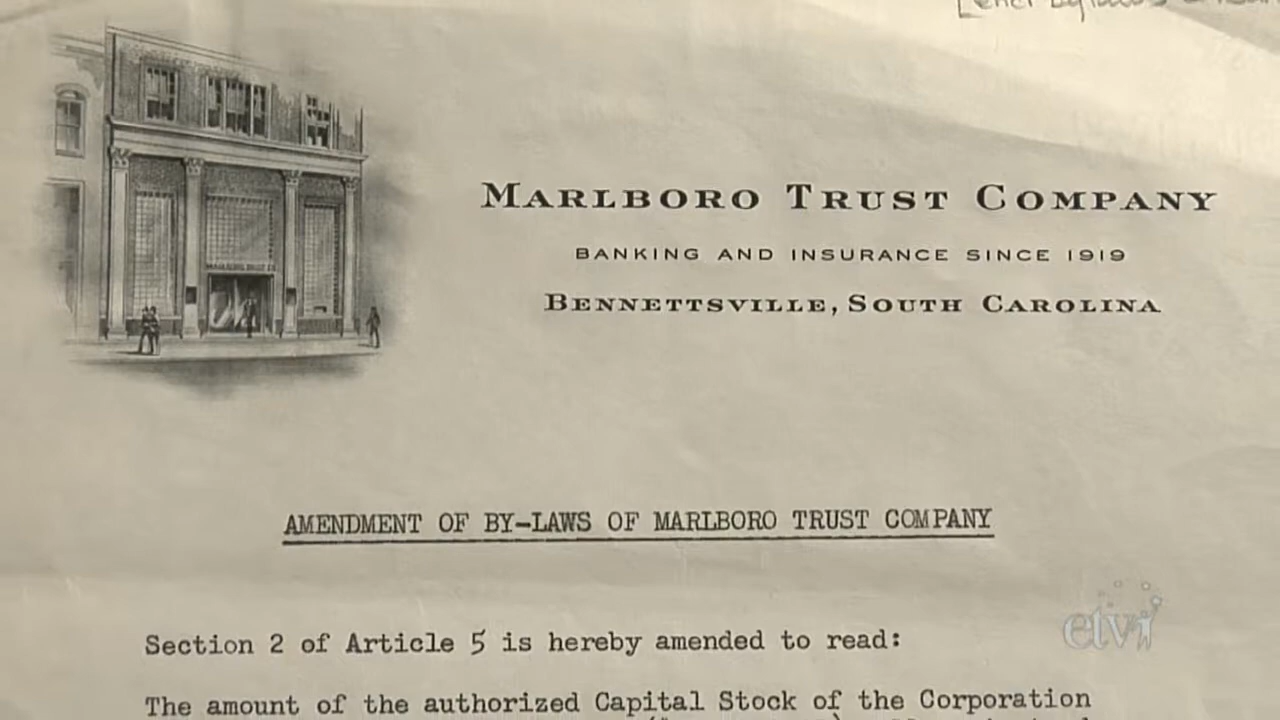 MARLBORO TRUST COMPANY
BANKING AND INSURANCE SINCE 1919
BENNETTSVILLE, SOUTH CAROLINA
AMENDMENT OF BY-LAWS OF MARLBORO TRUST COMPANY
Section 2 of Article 5 is hereby amended to read:
The amount of the authorized Capital Stock of the Corporation
etv